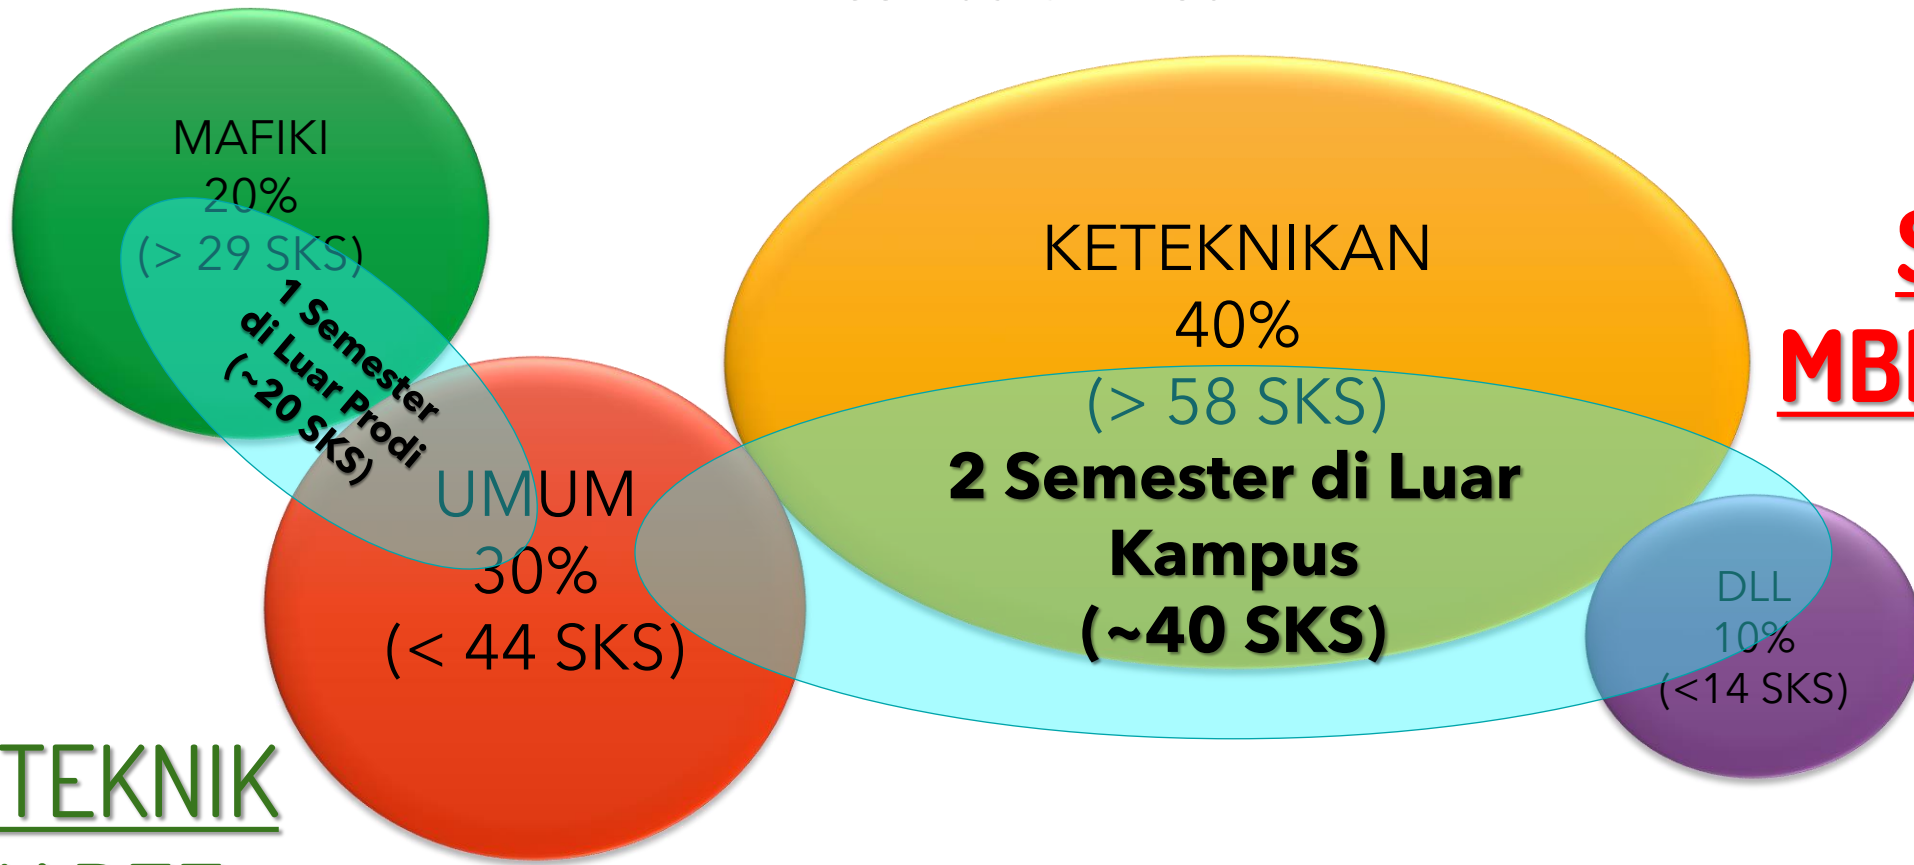 MAFIKI
20%
(> 29 SKS)
1 Semester
di Luar Prodi
(~20 SKS)
UMUM
30%
(< 44 SKS)
KETEKNIKAN
40%
(> 58 SKS)
2 Semester di Luar
Kampus
(~40 SKS)
DLL
10%
(<14 SKS)
TEKNIK